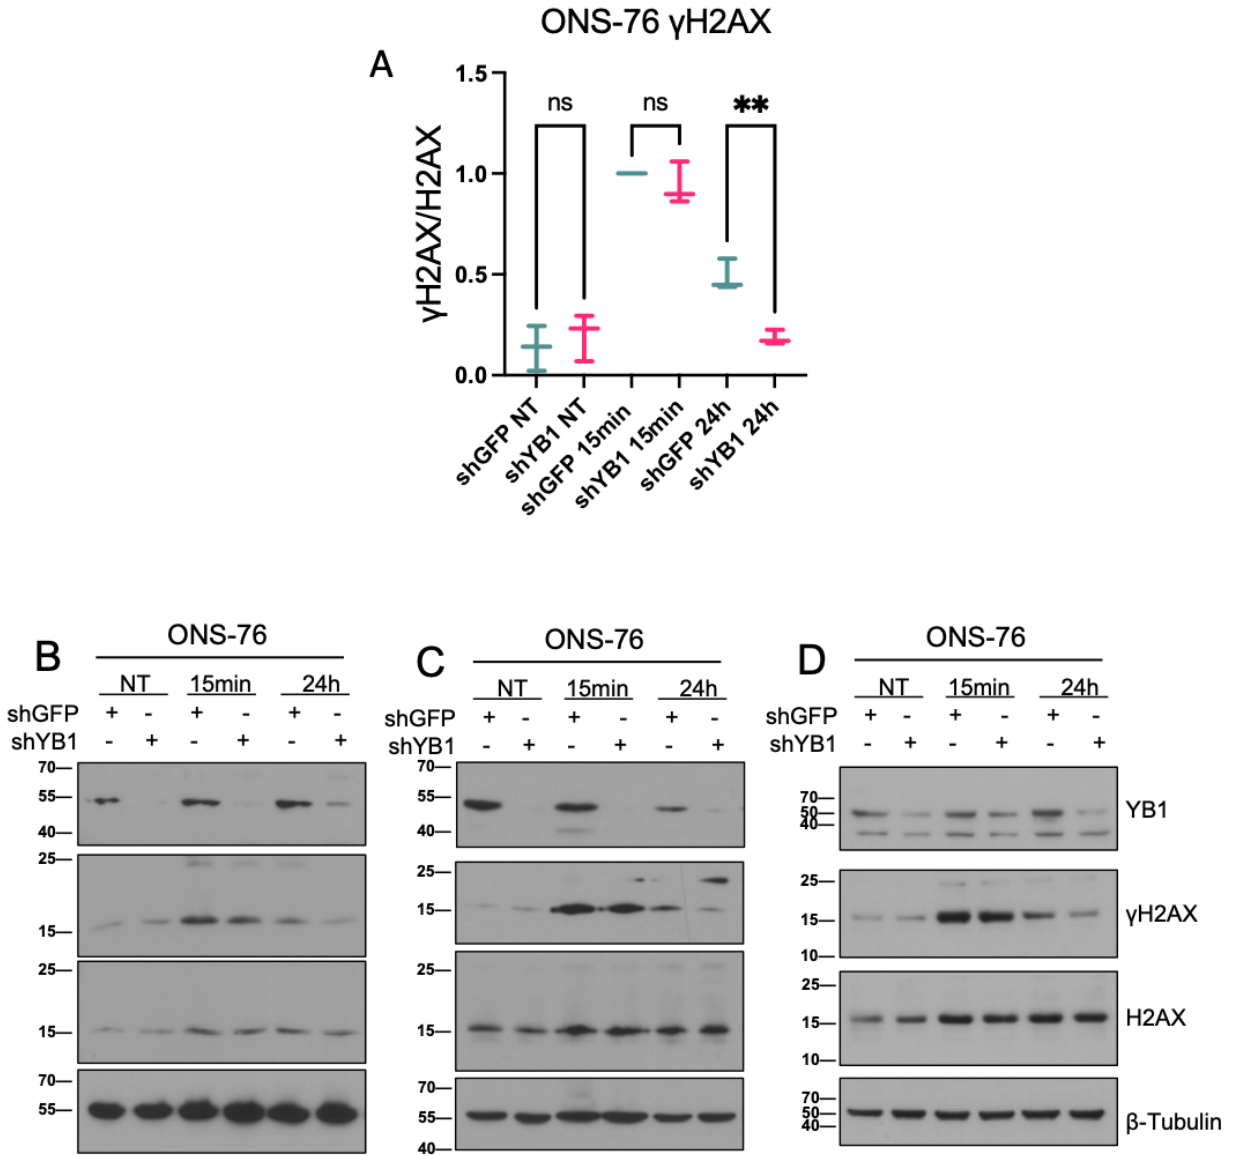 ONS-76 γH2AX
A
γH2AX/H2AX
1.5
1.0
0.5
0.0
ns
ns
**
shGFP NT
shYB1 NT
shGFP 15min
shYB1 15min
shGFP 24h
shYB1 24h
B
ONS-76
NT 15min 24h
shGFP + - + - + -
shYB1 - + - + - +
70
55
40
25
15
25
15
70
55
C
ONS-76
NT 15min 24h
shGFP + - + - + -
shYB1 - + - + - +
70
55
40
25
15
25
15
70
55
40
D
ONS-76
NT 15min 24h
shGFP + - + - + -
shYB1 - + - + - +
70
50
40
YB1
25
15
10
γH2AX
25
15
10
H2AX
70
50
40
β-Tubulin